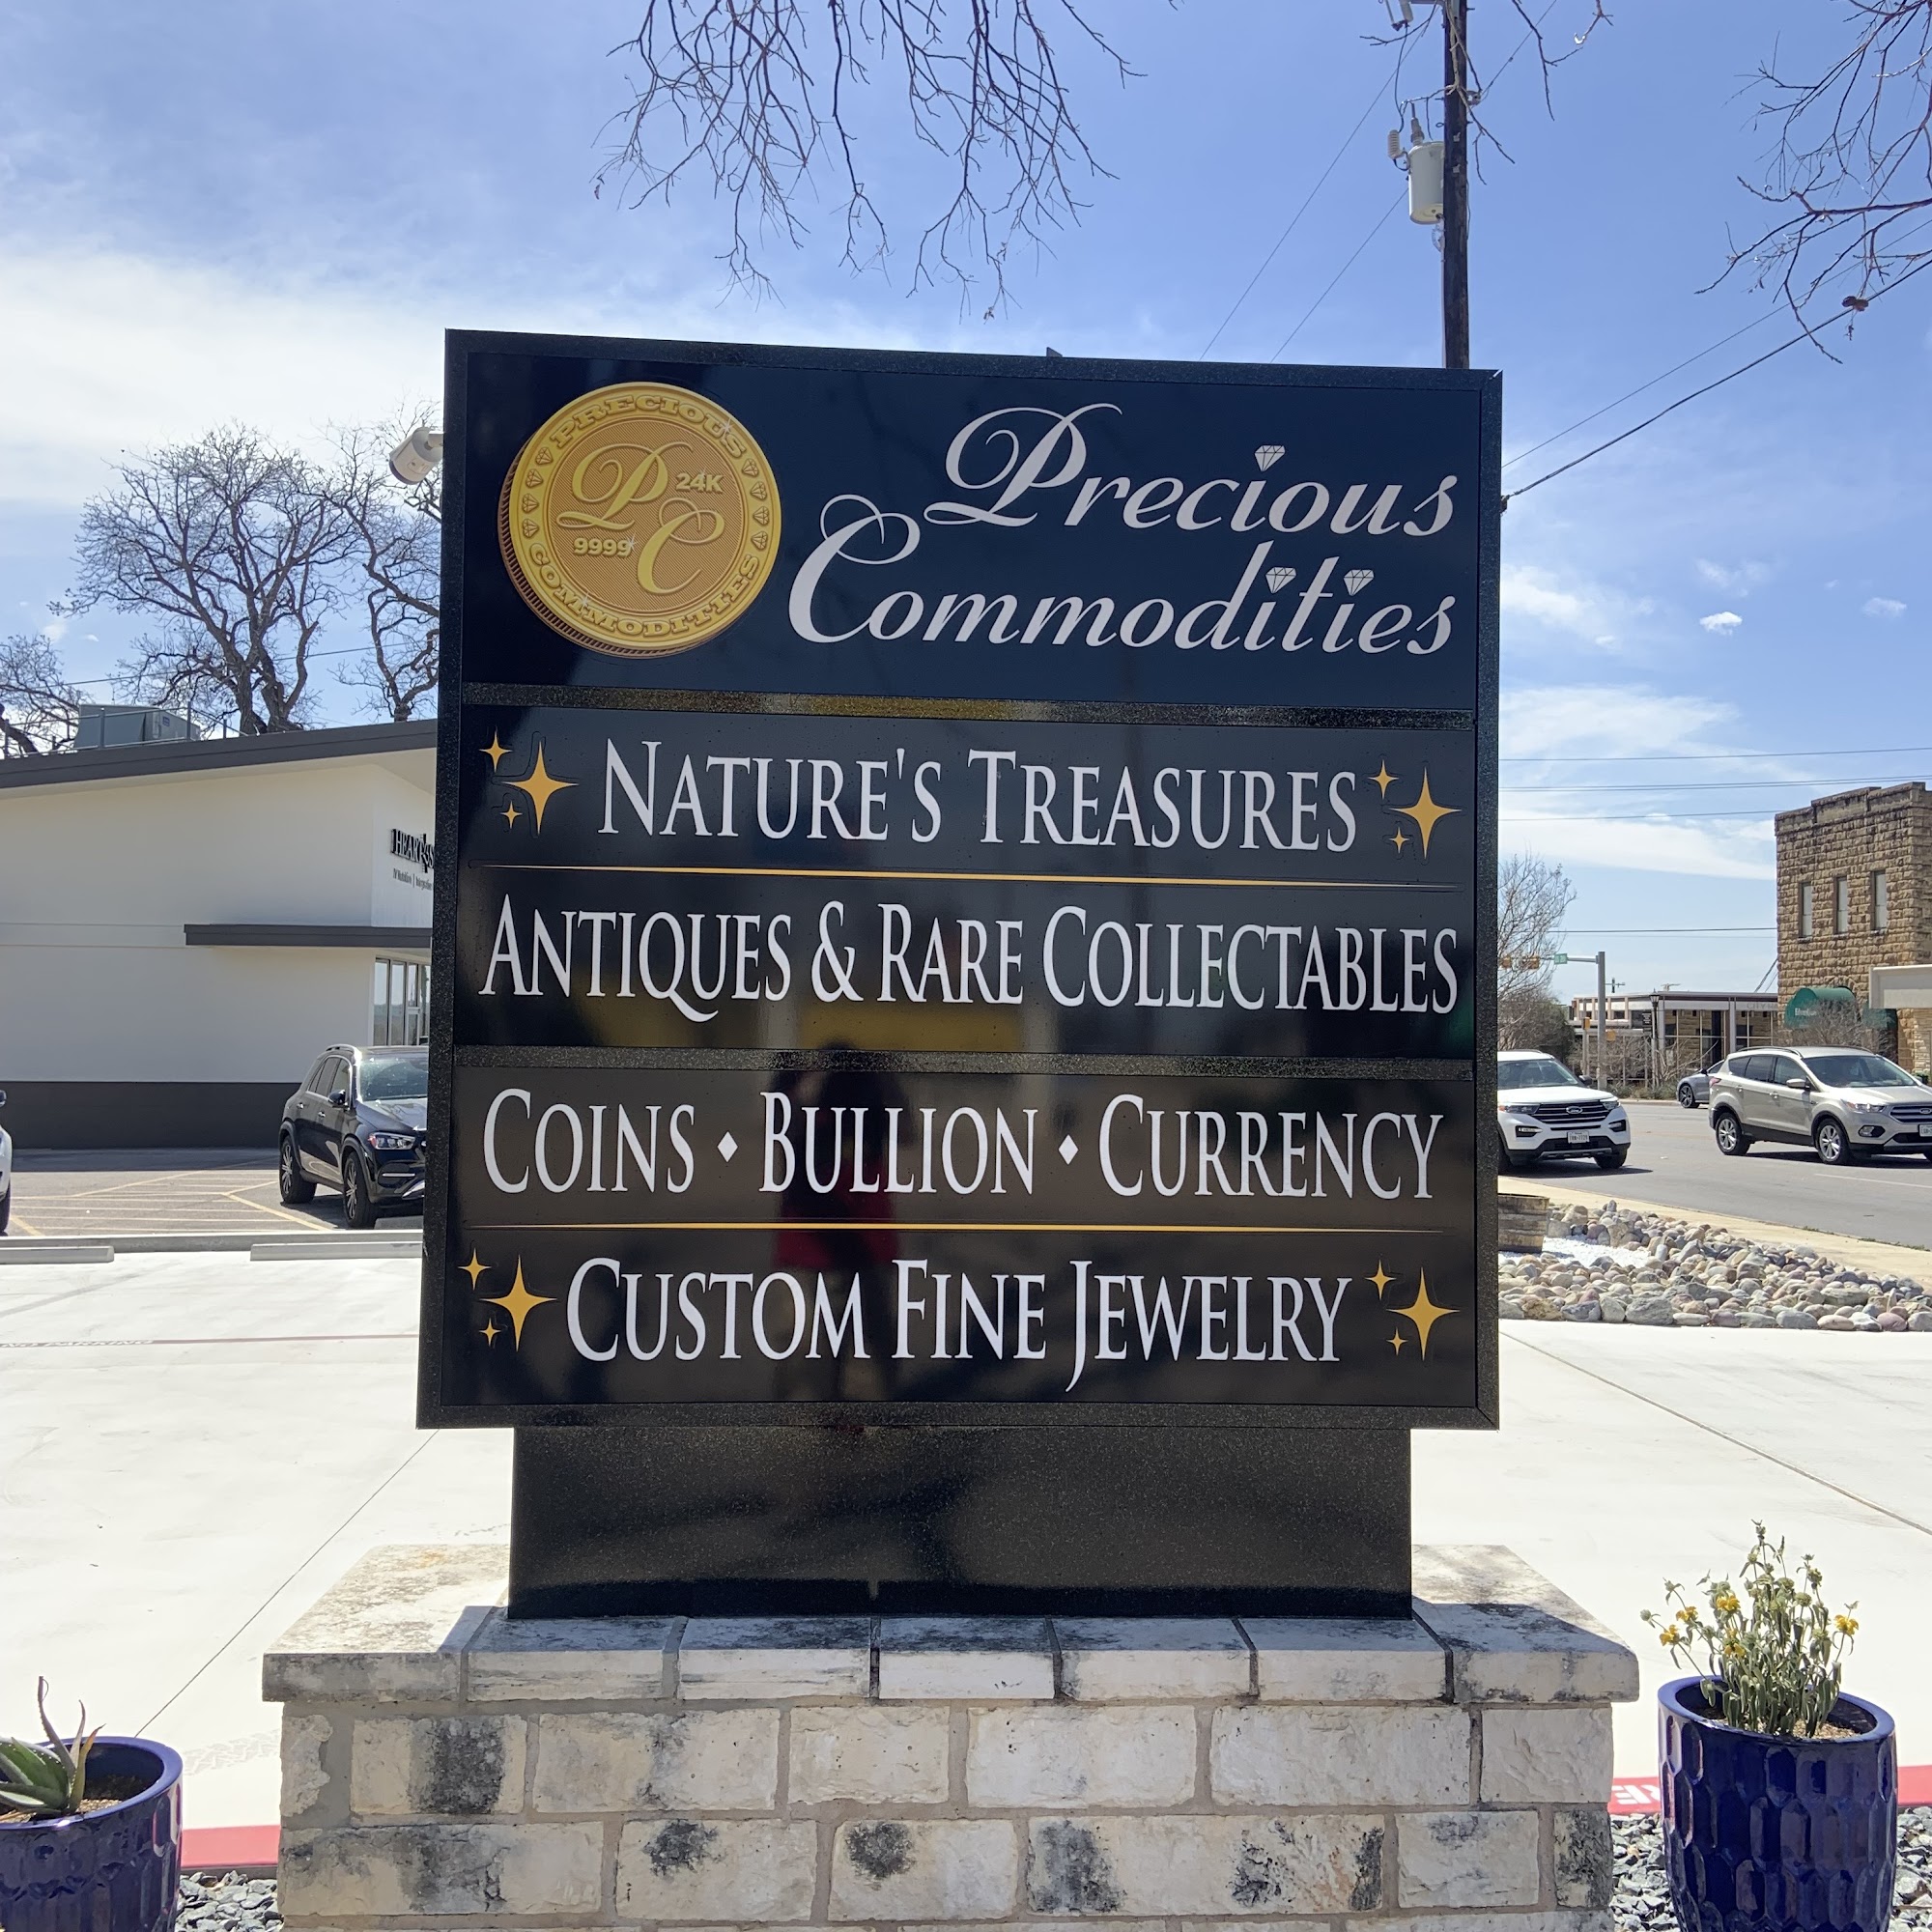 PRECIOUS
PC
24K
9999
COMMODITIES
Precious
Commodities
NATURE'S TREASURES
ANTIQUES & RARE COLLECTABLES
COINS ♦ BULLION ♦ CURRENCY
CUSTOM FINE JEWELRY